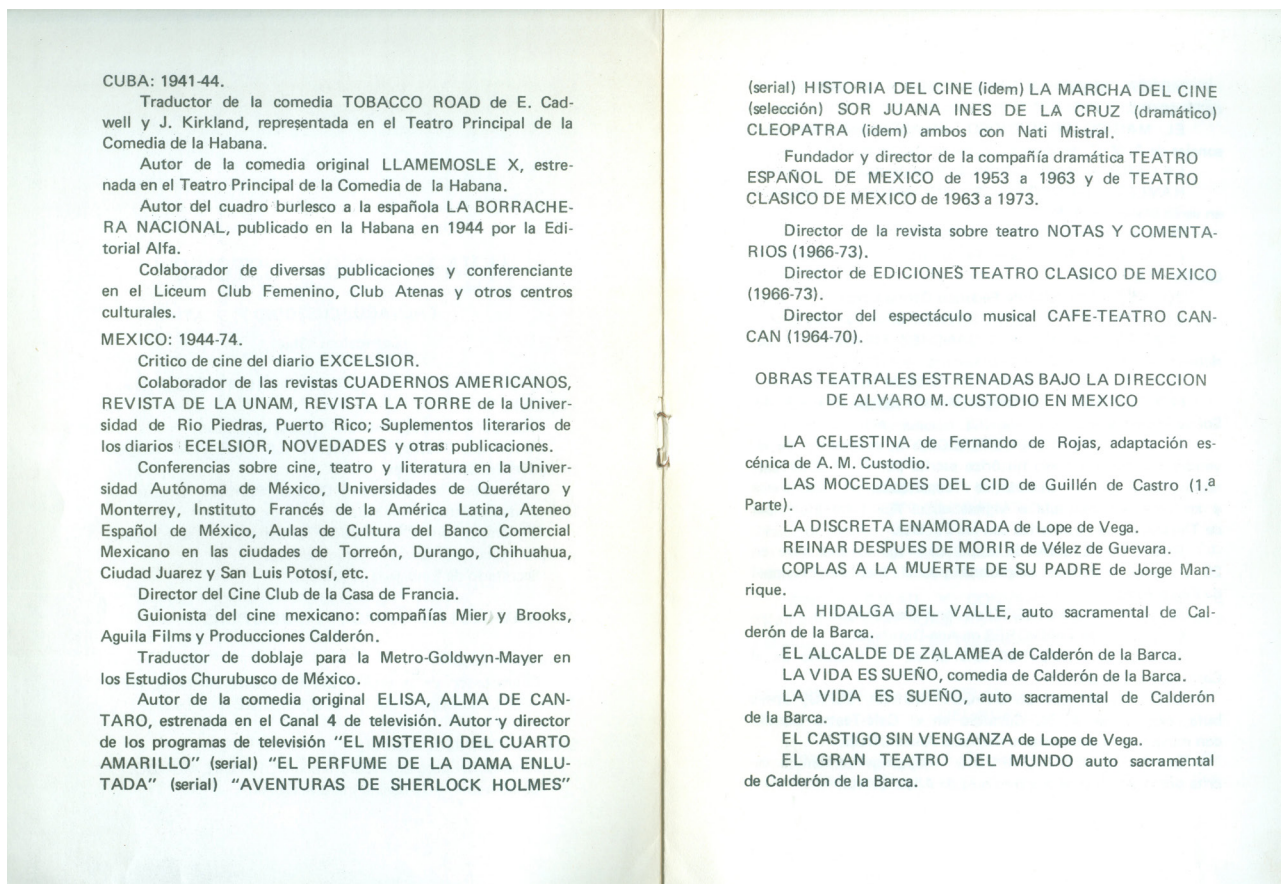 CUBA: 1941-44.
Traductor de la comedia TOBACCO ROAD de E. Cad-
well y J. Kirkland, representada en el Teatro Principal de la
Comedia de la Habana.
Autor de la comedia original LLAMEMOSLE X, estre-
nada en el Teatro Principal de la Comedia de la Habana.
Autor del cuadro burlesco a la española LA BORRACHE-
RA NACIONAL, publicado en la Habana en 1944 por la Edi-
torial Alfa.
Colaborador de diversas publicaciones y conferenciante
en el Liceum Club Femenino, Club Atenas y otros centros
culturales.
MEXICO: 1944-74.
Critico de cine del diario EXCELSIOR.
Colaborador de las revistas CUADERNOS AMERICANOS,
REVISTA DE LA UNAM, REVISTA LA TORRE de la Univer-
sidad de Rio Piedras, Puerto Rico; Suplementos literarios de
los diarios ECELSIOR, NOVEDADES y otras publicaciones.
Conferencias sobre cine, teatro y literatura en la Univer-
sidad Autónoma de México, Universidades de Querétaro y
Monterrey, Instituto Francés de la América Latina, Ateneo
Español de México, Aulas de Cultura del Banco Comercial
Mexicano en las ciudades de Torreón, Durango, Chihuahua,
Ciudad Juarez y San Luis Potosí, etc.
Director del Cine Club de la Casa de Francia.
Guionista del cine mexicano: compañías Mier y Brooks,
Aguila Films y Producciones Calderón.
Traductor de doblaje para la Metro-Goldwyn-Mayer en
los Estudios Churubusco de México.
Autor de la comedia original ELISA, ALMA DE CAN-
TARO, estrenada en el Canal 4 de televisión. Autor y director
de los programas de televisión "EL MISTERIO DEL CUARTO
AMARILLO" (serial) "EL PERFUME DE LA DAMA ENLU-
TADA" (serial) "AVENTURAS DE SHERLOCK HOLMES"
(serial) HISTORIA DEL CINE (idem) LA MARCHA DEL CINE
(selección) SOR JUANA INES DE LA CRUZ (dramático)
CLEOPATRA (idem) ambos con Nati Mistral.
Fundador y director de la compañía dramática TEATRO
ESPAÑOL DE MEXICO de 1953 a 1963 y de TEATRO
CLASICO DE MEXICO de 1963 a 1973.
Director de la revista sobre teatro NOTAS Y COMENTA-
RIOS (1966-73).
Director de EDICIONES TEATRO CLASICO DE MEXICO
(1966-73).
Director del espectáculo musical CAFE-TEATRO CAN-
CAN (1964-70).
OBRAS TEATRALES ESTRENADAS BAJO LA DIRECCION
DE ALVARO M. CUSTODIO EN MEXICO
LA CELESTINA de Fernando de Rojas, adaptación es-
cénica de A. M. Custodio.
LAS MOCEDADES DEL CID de Guillén de Castro (1.ª
Parte).
LA DISCRETA ENAMORADA de Lope de Vega.
REINAR DESPUES DE MORIR de Vélez de Guevara.
COPLAS A LA MUERTE DE SU PADRE de Jorge Man-
rique.
LA HIDALGA DEL VALLE, auto sacramental de Cal-
derón de la Barca.
EL ALCALDE DE ZALAMEA de Calderón de la Barca.
LA VIDA ES SUEÑO, comedia de Calderón de la Barca.
LA VIDA ES SUEÑO, auto sacramental de Calderón
de la Barca.
EL CASTIGO SIN VENGANZA de Lope de Vega.
EL GRAN TEATRO DEL MUNDO auto sacramental
de Calderón de la Barca.